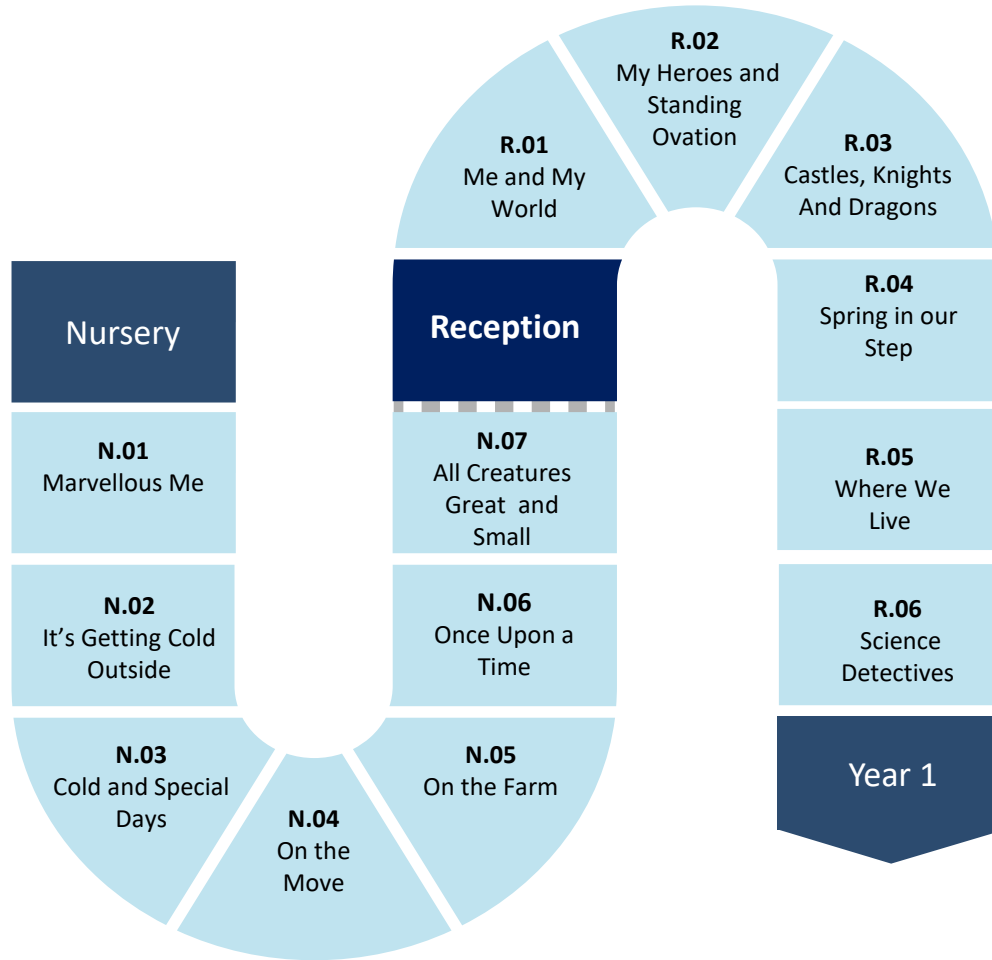 Nursery
N.01
Marvellous Me
N.02
It's Getting Cold
Outside
N.03
Cold and Special
Days
N.04
On the
Move
N.05
On the Farm
N.06
Once Upon a
Time
N.07
All Creatures
Great  and
Small
Reception
R.01
Me and My
World
R.02
My Heroes and
Standing
Ovation
R.03
Castles, Knights
And Dragons
R.04
Spring in our
Step
R.05
Where We
Live
R.06
Science
Detectives
Year 1